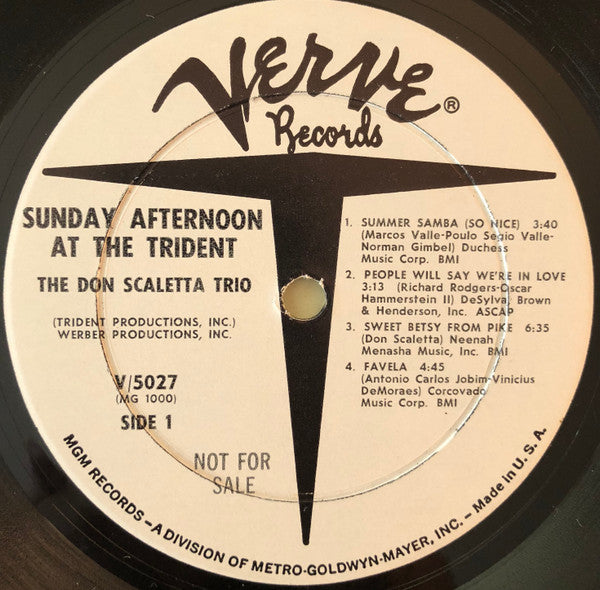 Verve®
Records
SUNDAY AFTERNOON
AT THE TRIDENT
THE DON SCALETTA TRIO
(TRIDENT PRODUCTIONS, INC.)
WERBER PRODUCTIONS, INC.
V/5027
(MG 1000)
SIDE 1
NOT FOR
SALE
1. SUMMER SAMBA (SO NICE) 3:40
(Marcos Valle-Poulo Segio Valle-
Norman Gimbel) Duchess
Music Corp. BMI
2. PEOPLE WILL SAY WE'RE IN LOVE
3:13 (Richard Rodgers-Oscar
Hammerstein II) DeSylva, Brown
& Henderson, Inc. ASCAP
3. SWEET BETSY FROM PIKE 6:35
(Don Scaletta) Neenah
Menasha Music, Inc. BMI
4. FAVELA 4:45
(Antonio Carlos Jobim-Vinicius
DeMoraes) Corcovado
Music Corp. BMI
MGM RECORDS – A DIVISION OF METRO-GOLDWYN-MAYER, INC. – Made in U. S. A.